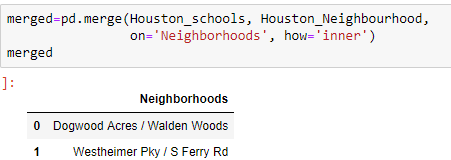 merged=pd.merge(Houston_schools, Houston_Neighbourhood,
on='Neighborhoods', how='inner')
merged
]:
Neighborhoods
0 Dogwood Acres / Walden Woods
1 Westheimer Pky / S Ferry Rd